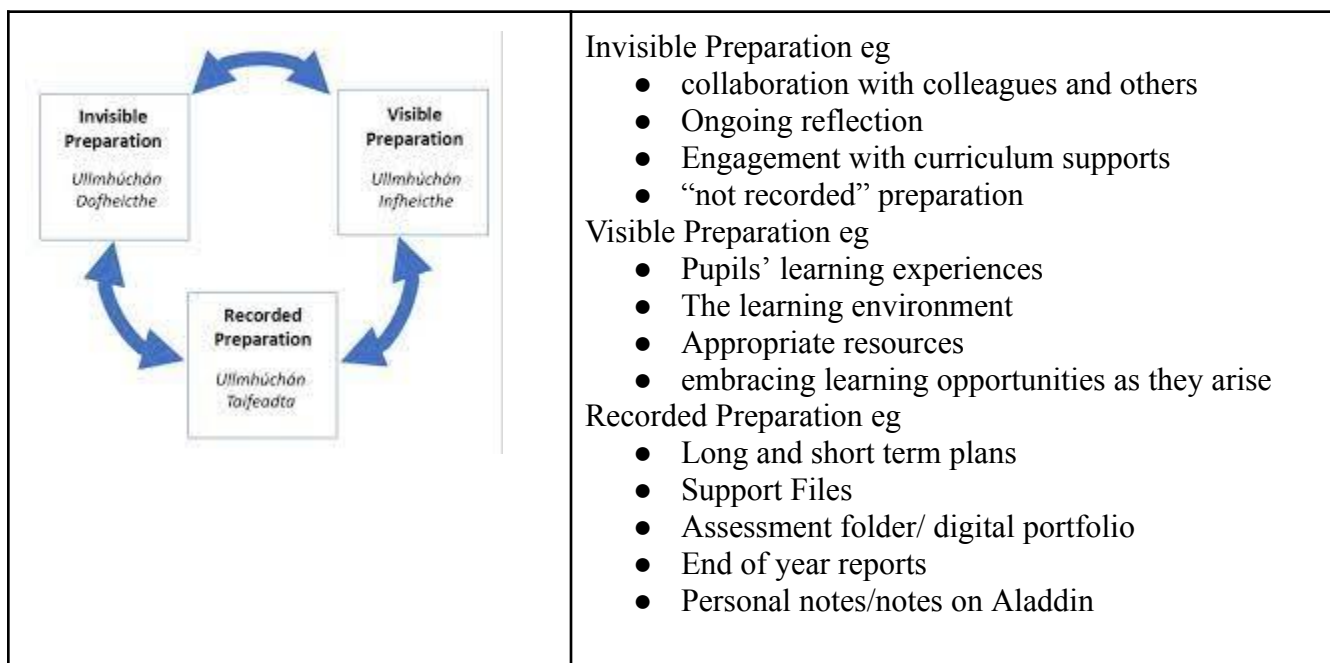 Invisible
Preparation
Ullmhúchán
Dofheicthe
Visible
Preparation
Ullmhúchán
Infheicthe
Recorded
Preparation
Ullmhúchán
Taifeadta
Invisible Preparation eg
● collaboration with colleagues and others
● Ongoing reflection
● Engagement with curriculum supports
● “not recorded” preparation
Visible Preparation eg
● Pupils’ learning experiences
● The learning environment
● Appropriate resources
● embracing learning opportunities as they arise
Recorded Preparation eg
● Long and short term plans
● Support Files
● Assessment folder/ digital portfolio
● End of year reports
● Personal notes/notes on Aladdin